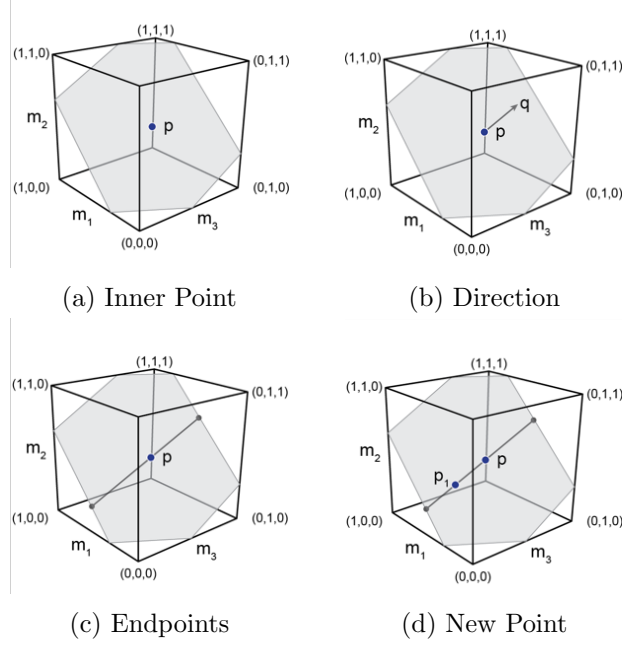 (1,1,1)
(1,1,0)
(0,1,1)
m2
p
(1,0,0)
(0,1,0)
m1
m3
(0,0,0)
(a) Inner Point
(1,1,1)
(1,1,0)
(0,1,1)
q
m2
p
(1,0,0)
(0,1,0)
m1
m3
(0,0,0)
(b) Direction
(1,1,1)
(1,1,0)
(0,1,1)
m2
p
(1,0,0)
(0,1,0)
m1
m3
(0,0,0)
(c) Endpoints
(1,1,1)
(1,1,0)
(0,1,1)
m2
p
p1
(1,0,0)
(0,1,0)
m1
m3
(0,0,0)
(d) New Point